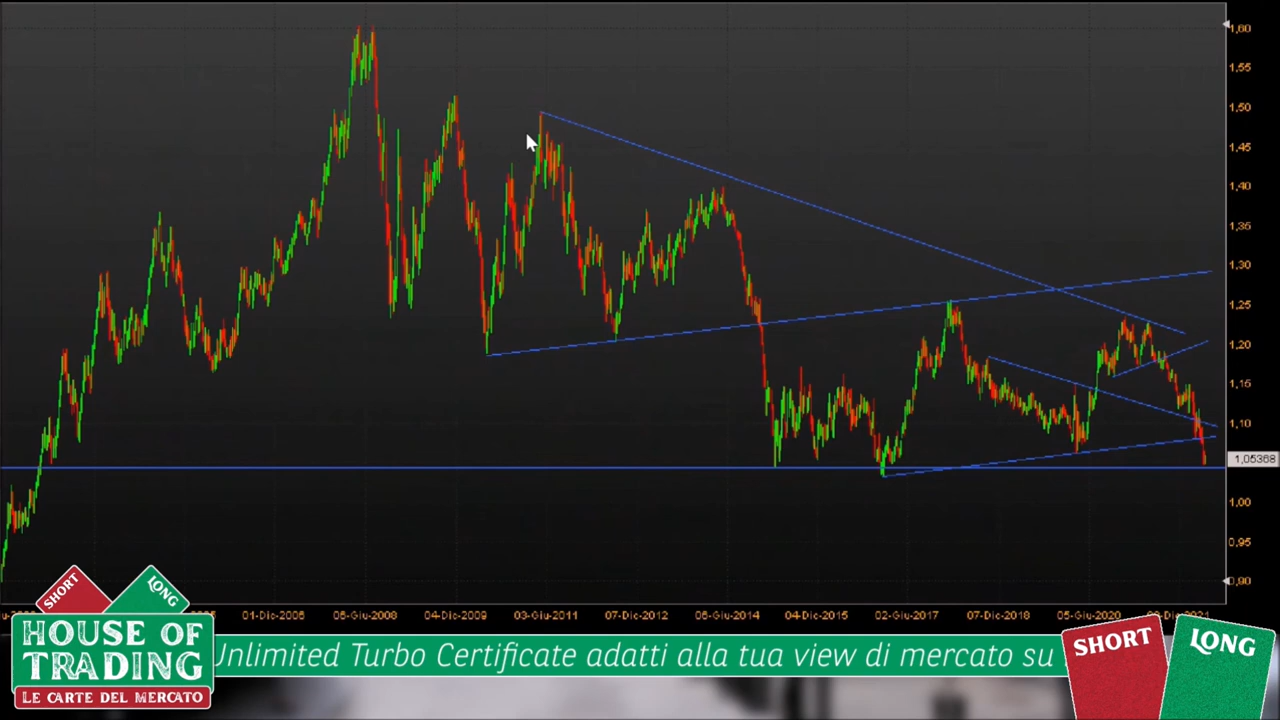 1,60
1,55
1,50
1,45
1,40
1,35
1,30
1,25
1,20
1,15
1,10
1,05368
1,00
0,95
0,90
01-Dic-2006 06-Giu-2008 04-Dic-2009 03-Giu-2011 07-Dic-2012 06-Giu-2014 04-Dic-2015 02-Giu-2017 07-Dic-2018 05-Giu-2020
SHORT LONG
HOUSE OF
TRADING
LE CARTE DEL MERCATO
Unlimited Turbo Certificate adatti alla tua view di mercato su
SHORT LONG